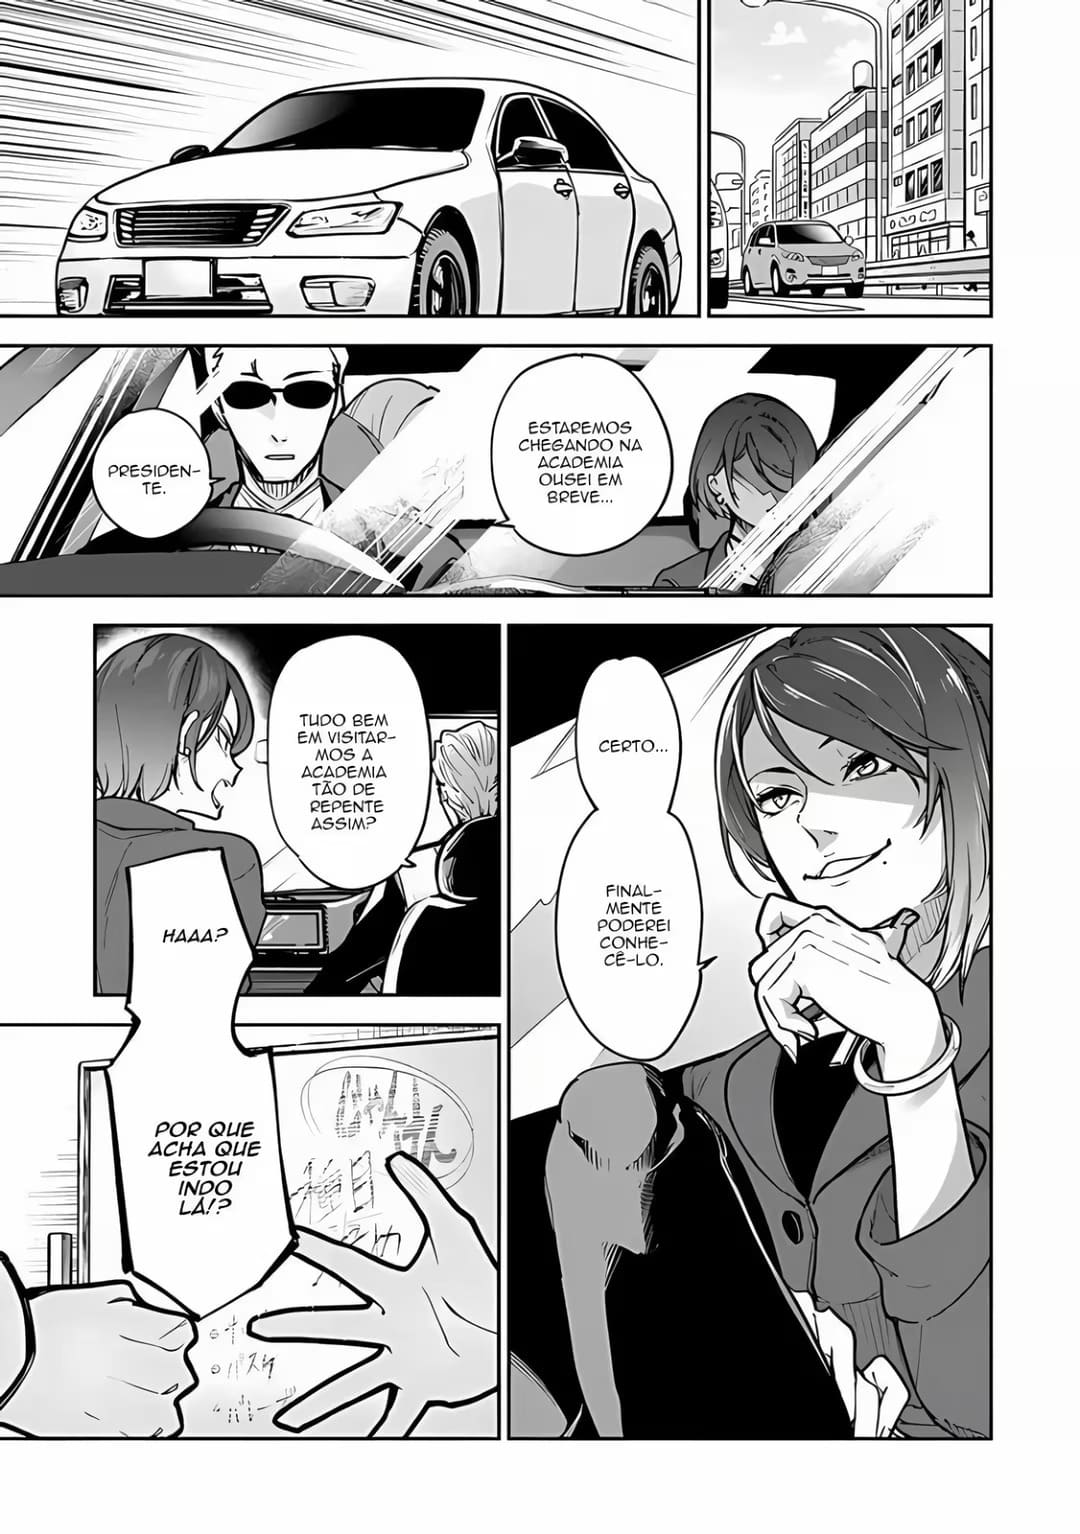 ESTAREMOS
CHEGANDO NA
ACADEMIA
OUSEI EM
BREVE...
PRESIDEN-
TE.
CERTO...
FINAL-
MENTE
PODEREI
CONHE-
CÊ-LO.
TUDO BEM
EM VISITAR-
MOS A
ACADEMIA
TÃO DE
REPENTE
ASSIM?
HAAA?
POR QUE
ACHA QUE
ESTOU
INDO
LÁ!?